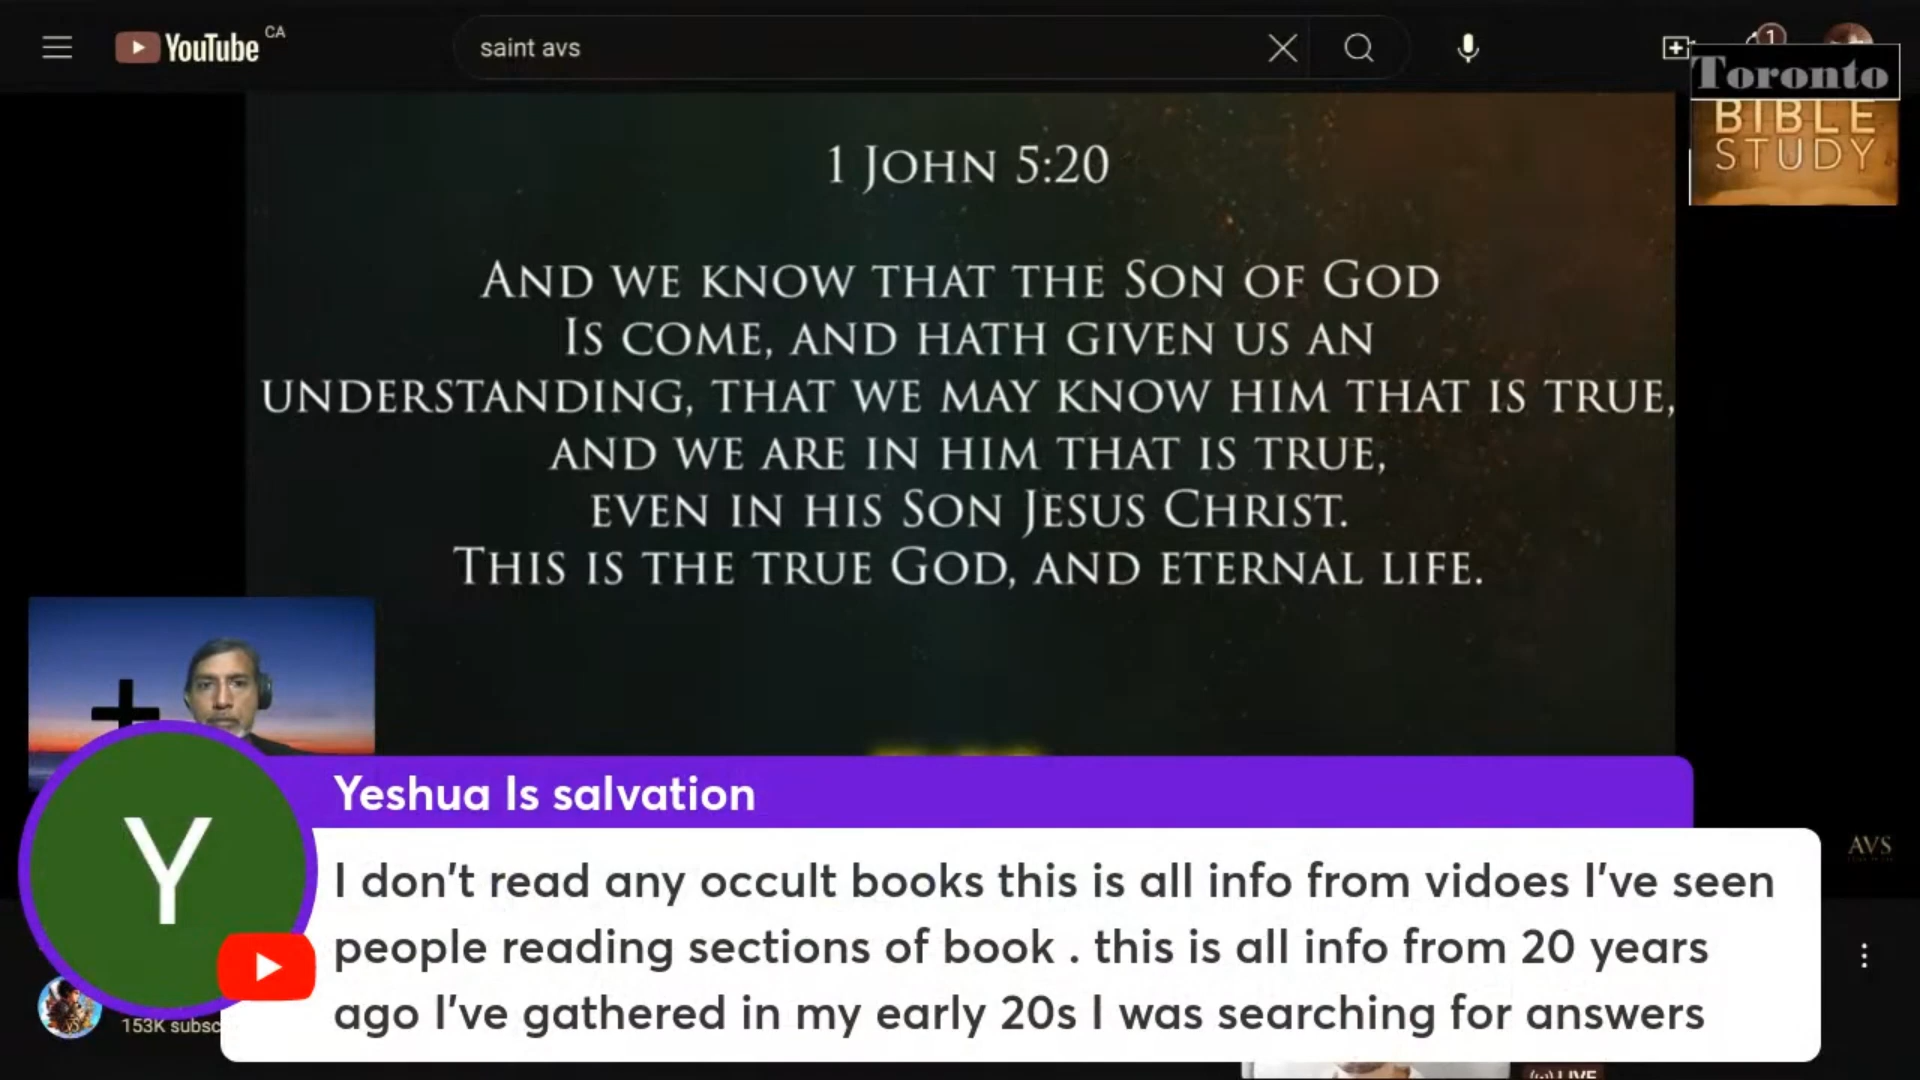 YouTube CA
saint avs
1
Toronto
BIBLE
STUDY
1 John 5:20
And we know that the Son of God
Is come, and hath given us an
understanding, that we may know him that is true,
and we are in him that is true,
even in his Son Jesus Christ.
This is the true God, and eternal life.
Yeshua Is salvation
Y
I don't read any occult books this is all info from vidoes I've seen
people reading sections of book . this is all info from 20 years
ago I've gathered in my early 20s I was searching for answers
AVS
153K subsc
LIVE